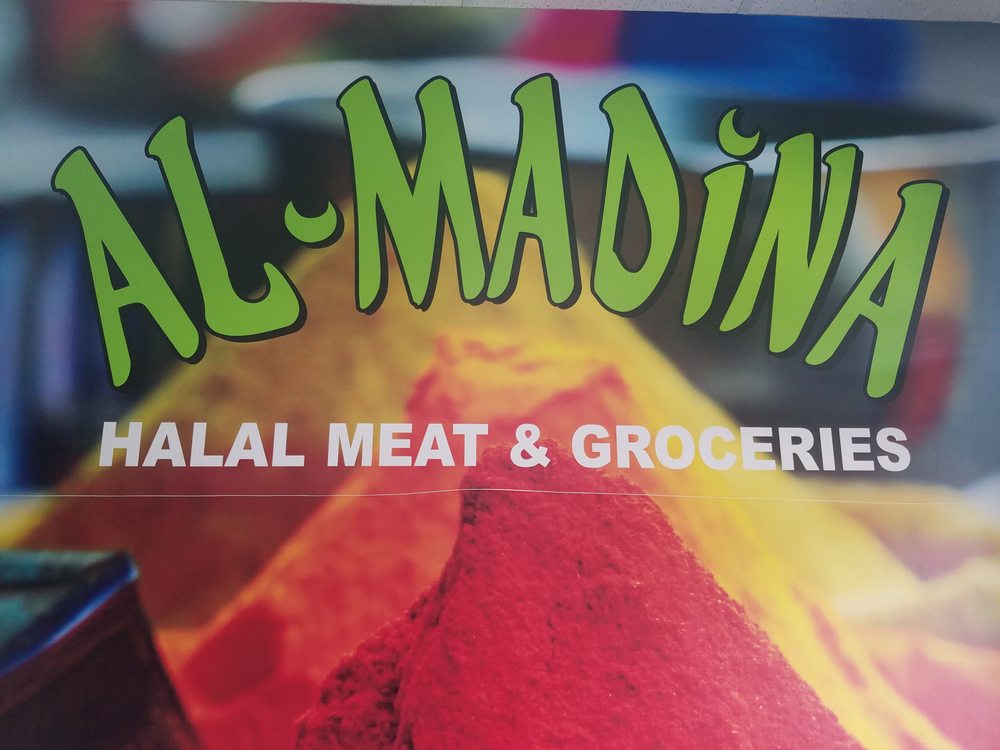 AL-MADiNA
HALAL MEAT & GROCERIES